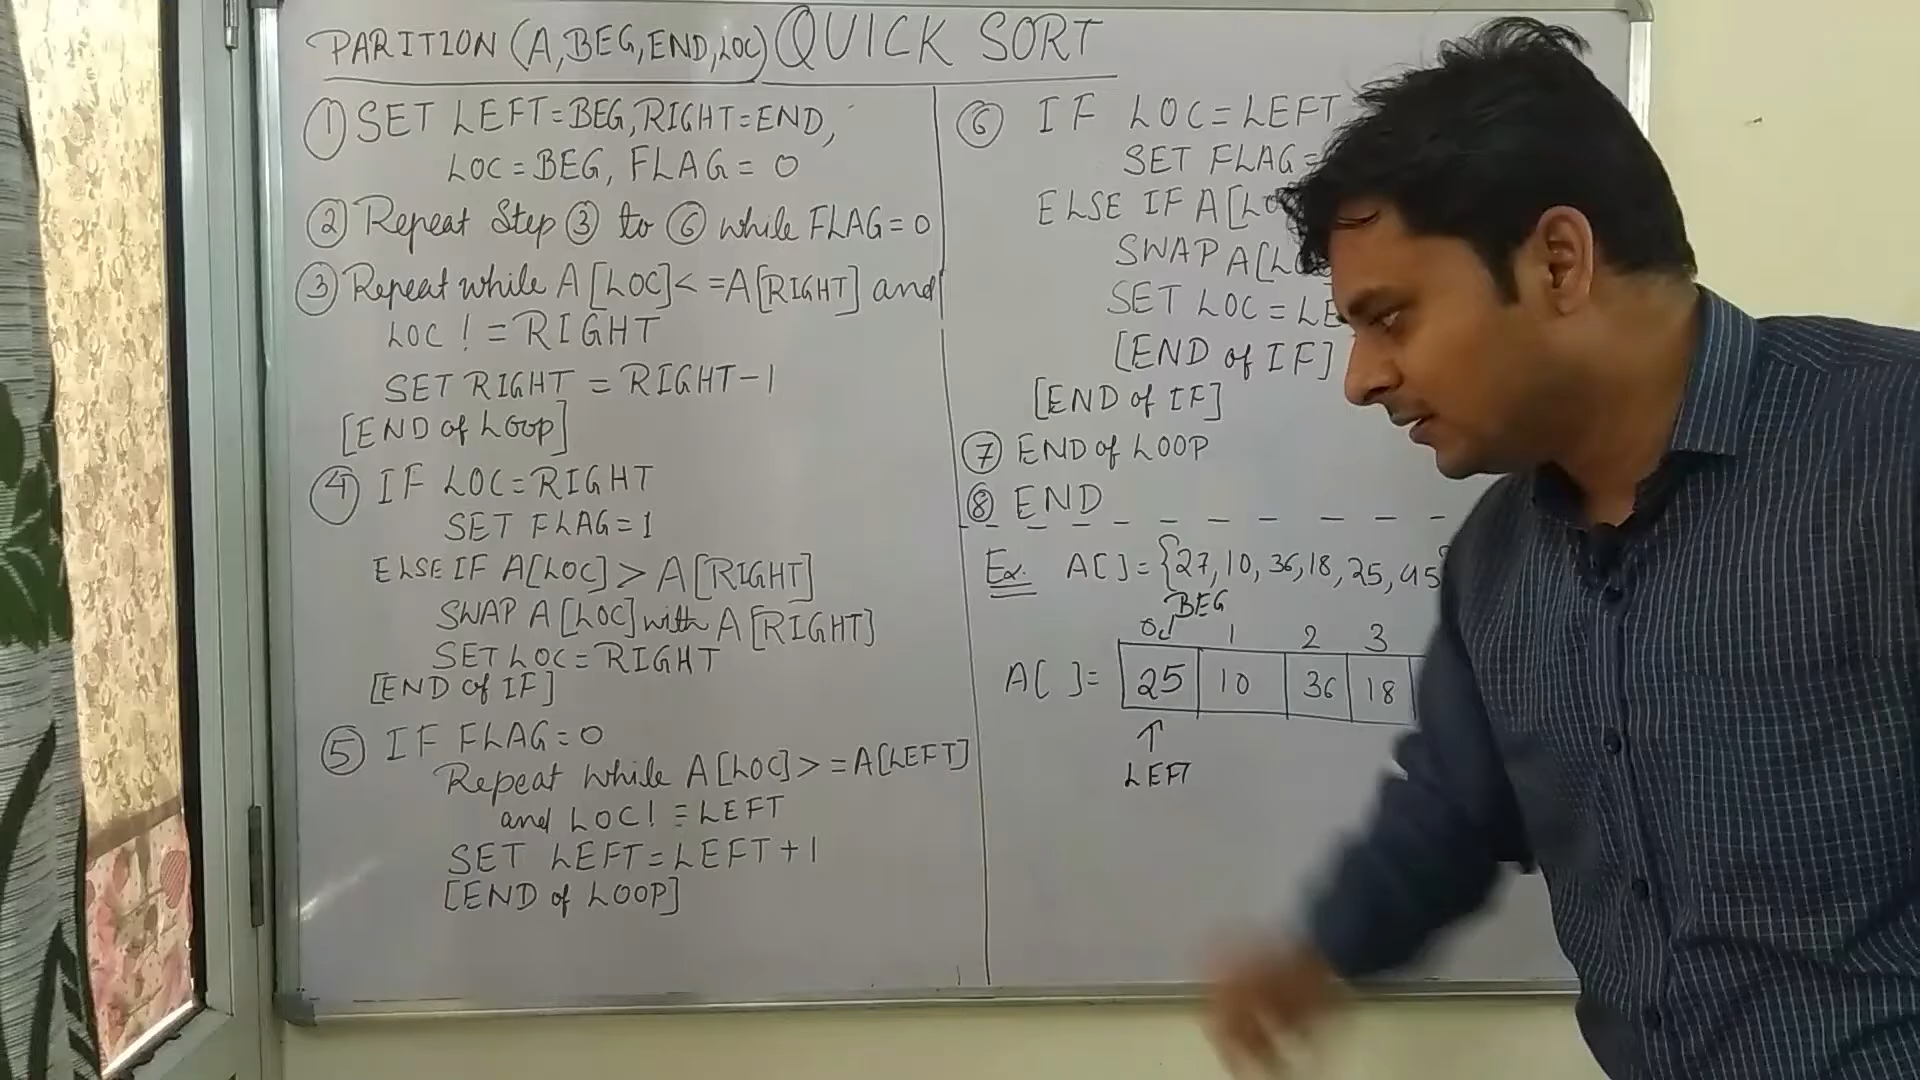 PARITION (A,BEG,END,LOC) QUICK SORT
① SET LEFT=BEG, RIGHT=END,
LOC=BEG, FLAG=0
② Repeat Step ③ to ⑥ while FLAG=0
③ Repeat while A[LOC]<=A[RIGHT] and
LOC!=RIGHT
SET RIGHT=RIGHT-1
[END of LOOP]
④ IF LOC=RIGHT
SET FLAG=1
ELSE IF A[LOC]>A[RIGHT]
SWAP A[LOC] with A[RIGHT]
SET LOC=RIGHT
[END of IF]
⑤ IF FLAG=0
Repeat while A[LOC]>=A[LEFT]
and LOC!=LEFT
SET LEFT=LEFT+1
[END of LOOP]
⑥ IF LOC=LEFT
SET FLAG=
ELSE IF A[LO
SWAP A[L
SET LOC=LE
[END of IF]
[END of IF]
⑦ END of LOOP
⑧ END
Ex. A[]={27,10,36,18,25,45
BEG
0 1 2 3
A[ ]= 25 10 36 18
↑
LEFT